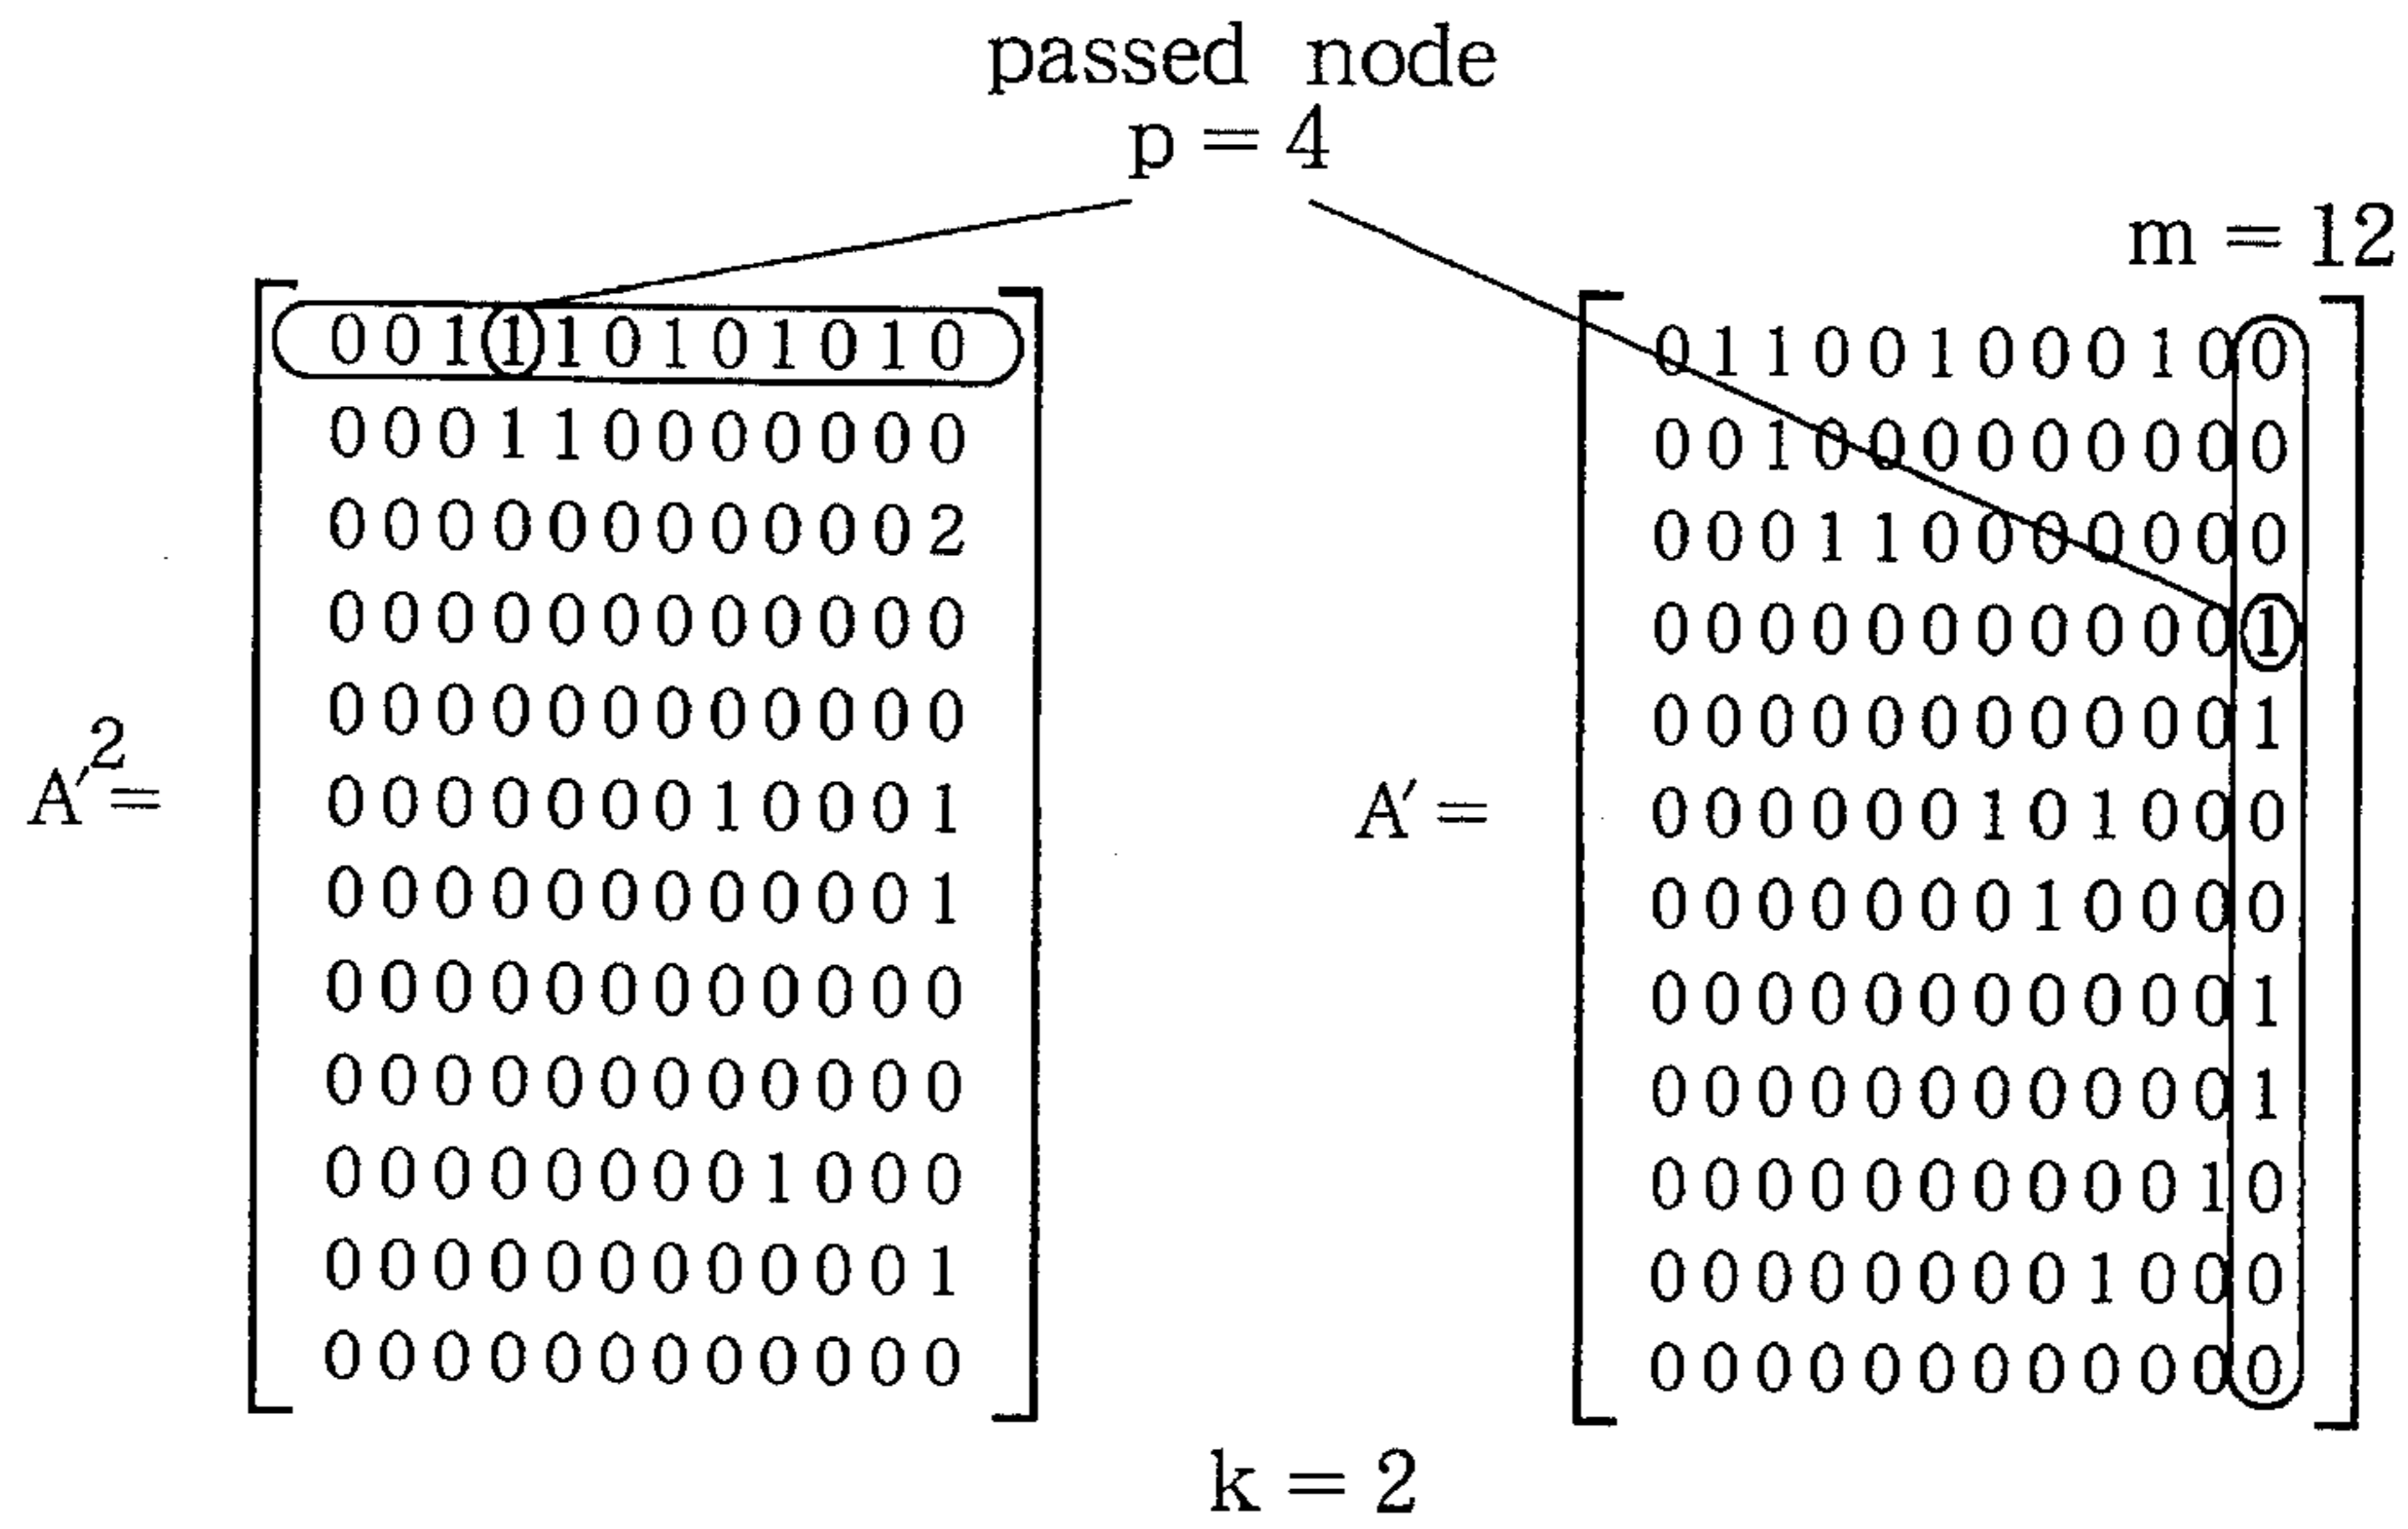 passed node
p = 4
m = 12
A′2=
0 0 1 1 1 0 1 0 1 0 1 0
0 0 0 1 1 0 0 0 0 0 0 0
0 0 0 0 0 0 0 0 0 0 0 2
0 0 0 0 0 0 0 0 0 0 0 0
0 0 0 0 0 0 0 0 0 0 0 0
0 0 0 0 0 0 0 1 0 0 0 1
0 0 0 0 0 0 0 0 0 0 0 1
0 0 0 0 0 0 0 0 0 0 0 0
0 0 0 0 0 0 0 0 0 0 0 0
0 0 0 0 0 0 0 0 1 0 0 0
0 0 0 0 0 0 0 0 0 0 0 1
0 0 0 0 0 0 0 0 0 0 0 0
A′=
0 1 1 0 0 1 0 0 0 1 0 0
0 0 1 0 0 0 0 0 0 0 0 0
0 0 0 1 1 0 0 0 0 0 0 0
0 0 0 0 0 0 0 0 0 0 0 1
0 0 0 0 0 0 0 0 0 0 0 1
0 0 0 0 0 0 1 0 1 0 0 0
0 0 0 0 0 0 0 1 0 0 0 0
0 0 0 0 0 0 0 0 0 0 0 1
0 0 0 0 0 0 0 0 0 0 0 1
0 0 0 0 0 0 0 0 0 0 1 0
0 0 0 0 0 0 0 0 1 0 0 0
0 0 0 0 0 0 0 0 0 0 0 0
k = 2